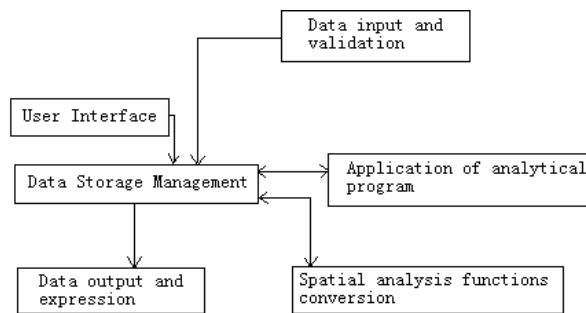 Data input and
validation
User Interface
Data Storage Management
Application of analytical
program
Data output and
expression
Spatial analysis functions
conversion